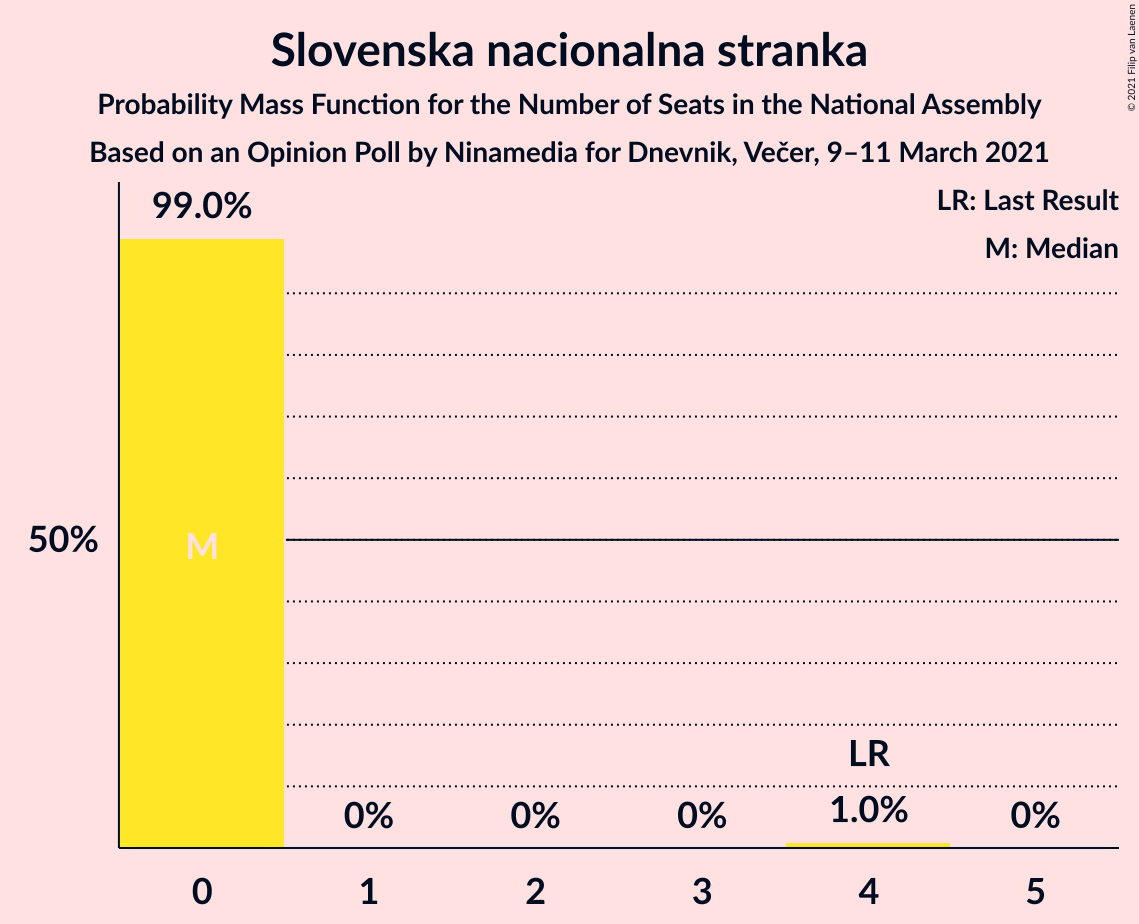 Slovenska nacionalna stranka
Probability Mass Function for the Number of Seats in the National Assembly
Based on an Opinion Poll by Ninamedia for Dnevnik, Večer, 9–11 March 2021
© 2021 Filip van Laenen
LR: Last Result
M: Median
99.0%
50%
M
LR
0% 0% 0% 1.0% 0%
0 1 2 3 4 5